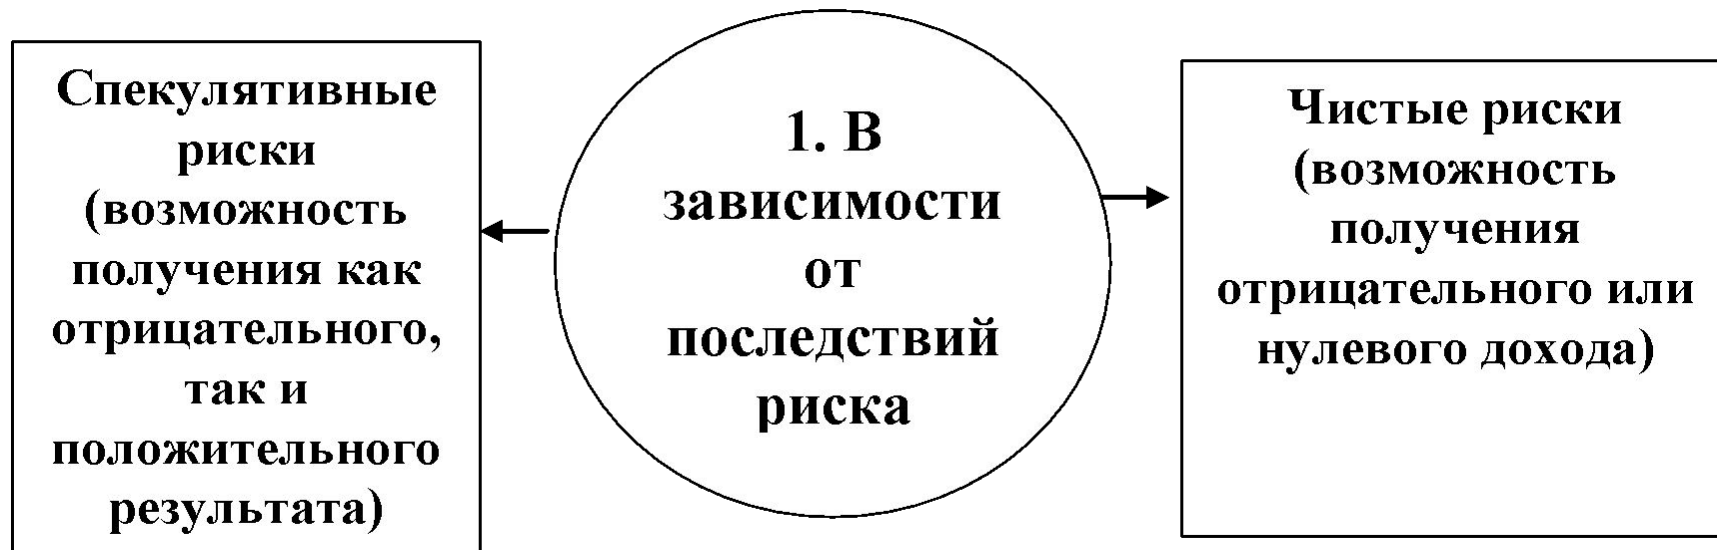 Спекулятивные
риски
(возможность
получения как
отрицательного,
так и
положительного
результата)
1. В
зависимости
от
последствий
риска
Чистые риски
(возможность
получения
отрицательного или
нулевого дохода)